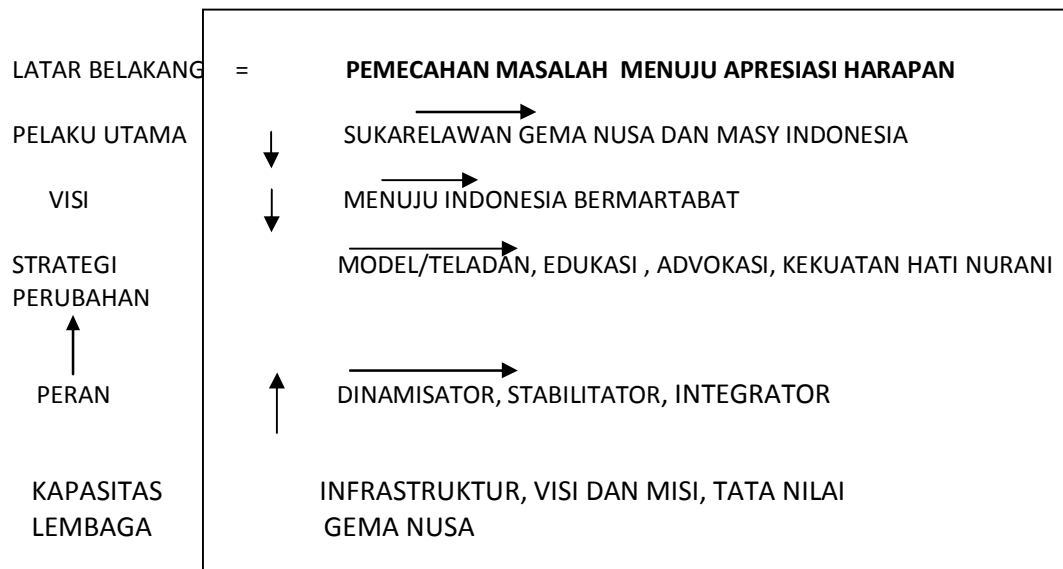 LATAR BELAKANG = PEMECAHAN MASALAH MENUJU APRESIASI HARAPAN
PELAKU UTAMA SUKARELAWAN GEMA NUSA DAN MASY INDONESIA
VISI MENUJU INDONESIA BERMARTABAT
STRATEGI MODEL/TELADAN, EDUKASI , ADVOKASI, KEKUATAN HATI NURANI
PERUBAHAN
PERAN DINAMISATOR, STABILITATOR, INTEGRATOR
KAPASITAS INFRASTRUKTUR, VISI DAN MISI, TATA NILAI
LEMBAGA GEMA NUSA